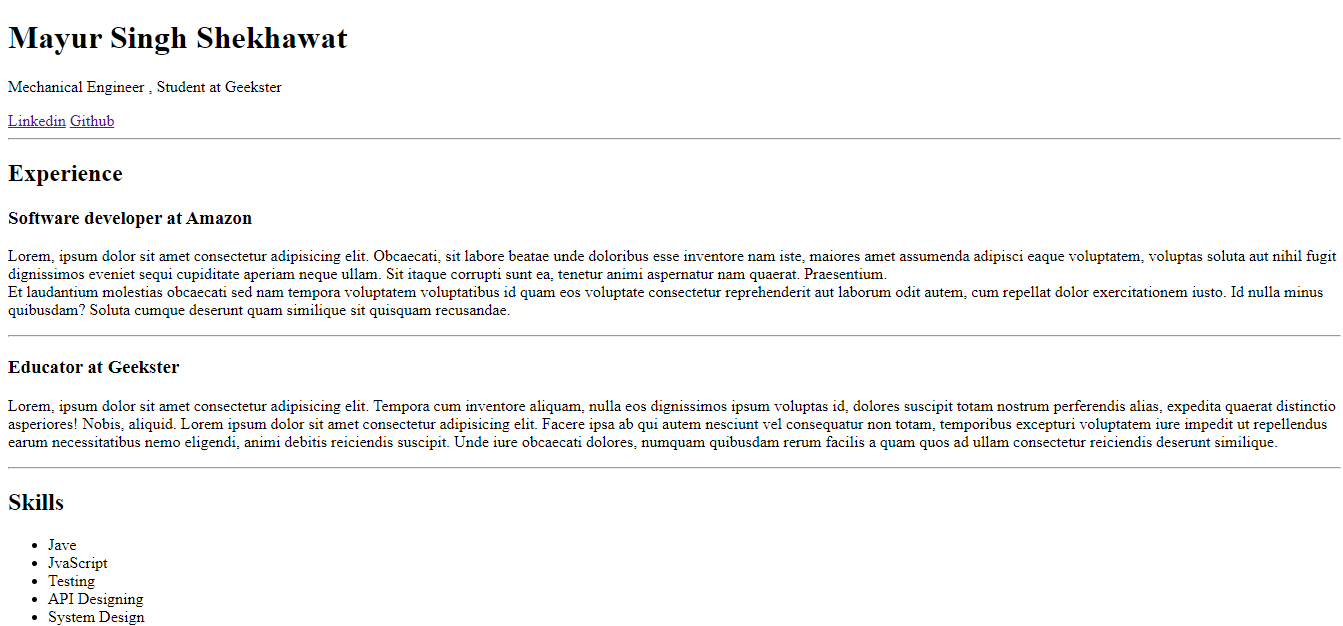 Mayur Singh Shekhawat
Mechanical Engineer , Student at Geekster
Linkedin Github
Experience
Software developer at Amazon
Lorem, ipsum dolor sit amet consectetur adipisicing elit. Obcaecati, sit labore beatae unde doloribus esse inventore nam iste, maiores amet assumenda adipisci eaque voluptatem, voluptas soluta aut nihil fugit
dignissimos eveniet sequi cupiditate aperiam neque ullam. Sit itaque corrupti sunt ea, tenetur animi aspernatur nam quaerat. Praesentium.
Et laudantium molestias obcaecati sed nam tempora voluptatem voluptatibus id quam eos voluptate consectetur reprehenderit aut laborum odit autem, cum repellat dolor exercitationem iusto. Id nulla minus
quibusdam? Soluta cumque deserunt quam similique sit quisquam recusandae.
Educator at Geekster
Lorem, ipsum dolor sit amet consectetur adipisicing elit. Tempora cum inventore aliquam, nulla eos dignissimos ipsum voluptas id, dolores suscipit totam nostrum perferendis alias, expedita quaerat distinctio
asperiores! Nobis, aliquid. Lorem ipsum dolor sit amet consectetur adipisicing elit. Facere ipsa ab qui autem nesciunt vel consequatur non totam, temporibus excepturi voluptatem iure impedit ut repellendus
earum necessitatibus nemo eligendi, animi debitis reiciendis suscipit. Unde iure obcaecati dolores, numquam quibusdam rerum facilis a quam quos ad ullam consectetur reiciendis deserunt similique.
Skills
• Jave
• JvaScript
• Testing
• API Designing
• System Design